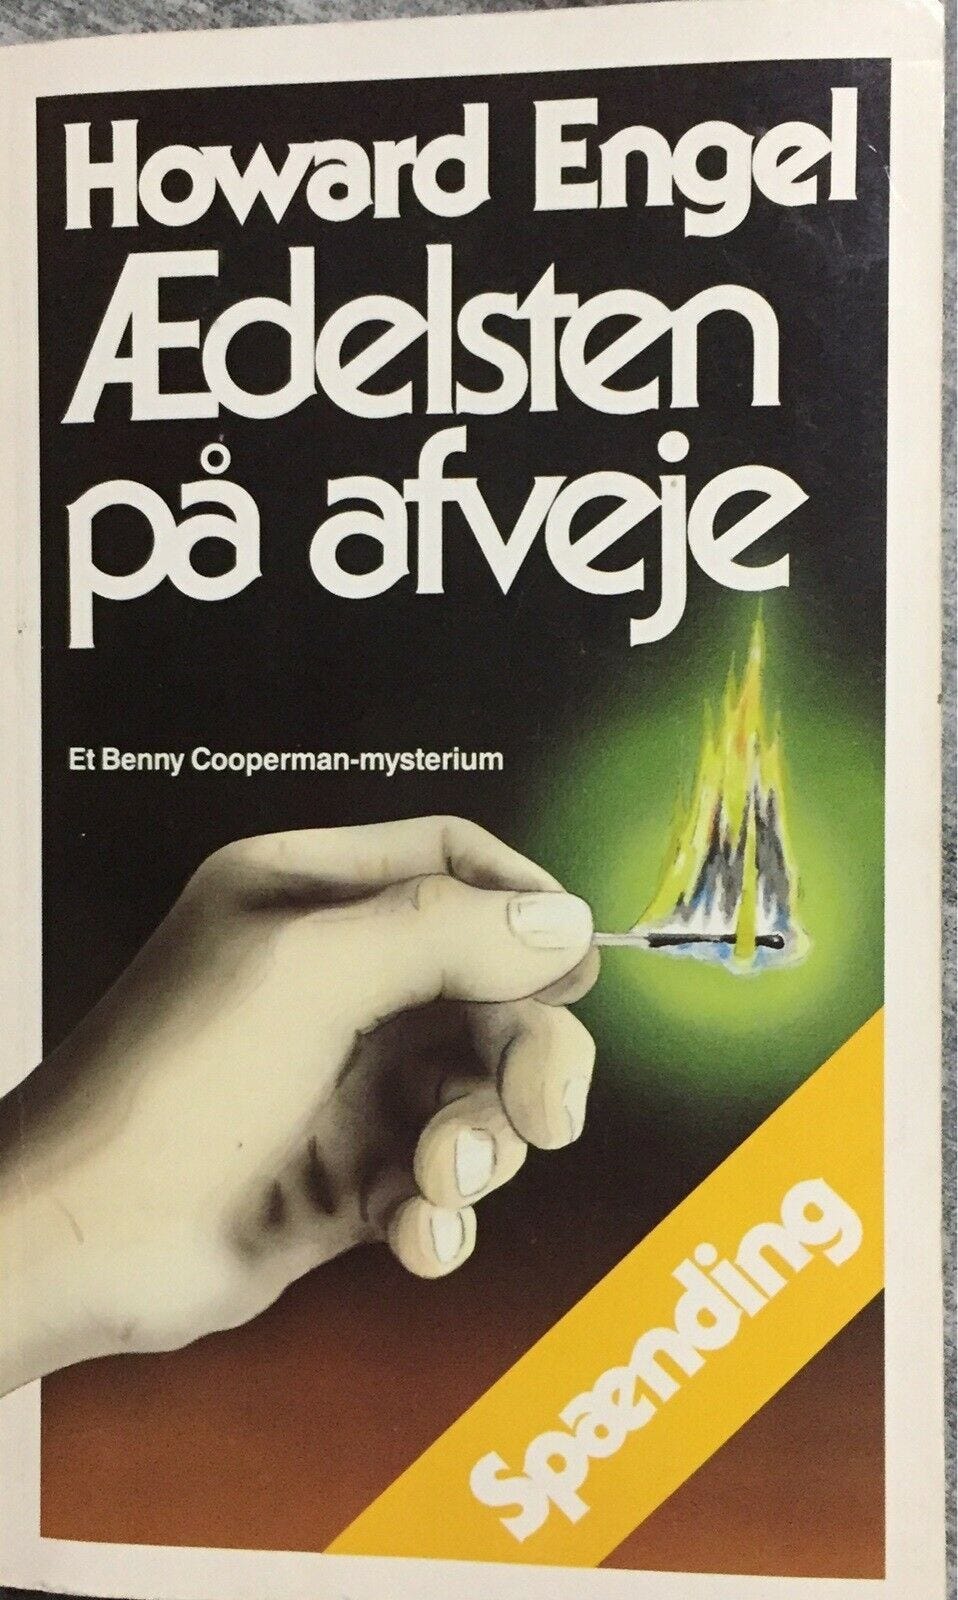 Howard Engel
Ædelsten
på afveje
Et Benny Cooperman-mysterium
Spænding